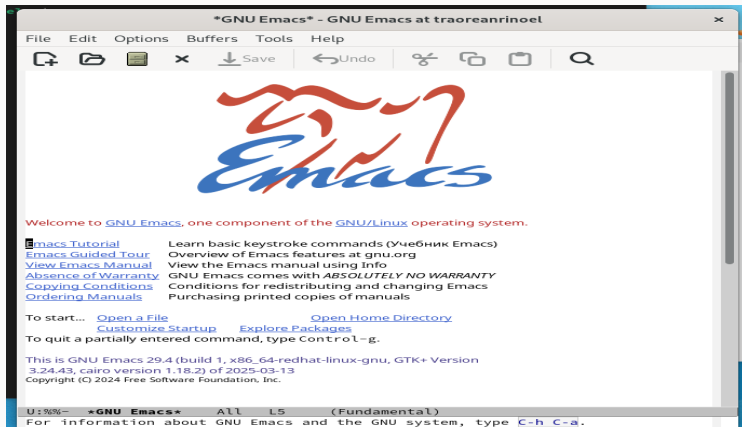 *GNU Emacs* - GNU Emacs at traoreanrinoel
File Edit Options Buffers Tools Help
Save Undo
Emacs
Welcome to GNU Emacs, one component of the GNU/Linux operating system.
Emacs Tutorial Learn basic keystroke commands (Учебник Emacs)
Emacs Guided Tour Overview of Emacs features at gnu.org
View Emacs Manual View the Emacs manual using Info
Absence of Warranty GNU Emacs comes with ABSOLUTELY NO WARRANTY
Copying Conditions Conditions for redistributing and changing Emacs
Ordering Manuals Purchasing printed copies of manuals
To start... Open a File Open Home Directory
Customize Startup Explore Packages
To quit a partially entered command, type Control-g.
This is GNU Emacs 29.4 (build 1, x86_64-redhat-linux-gnu, GTK+ Version
3.24.43, cairo version 1.18.2) of 2025-03-13
Copyright (C) 2024 Free Software Foundation, Inc.
U:%%- *GNU Emacs* All L5 (Fundamental)
For information about GNU Emacs and the GNU system, type C-h C-a.